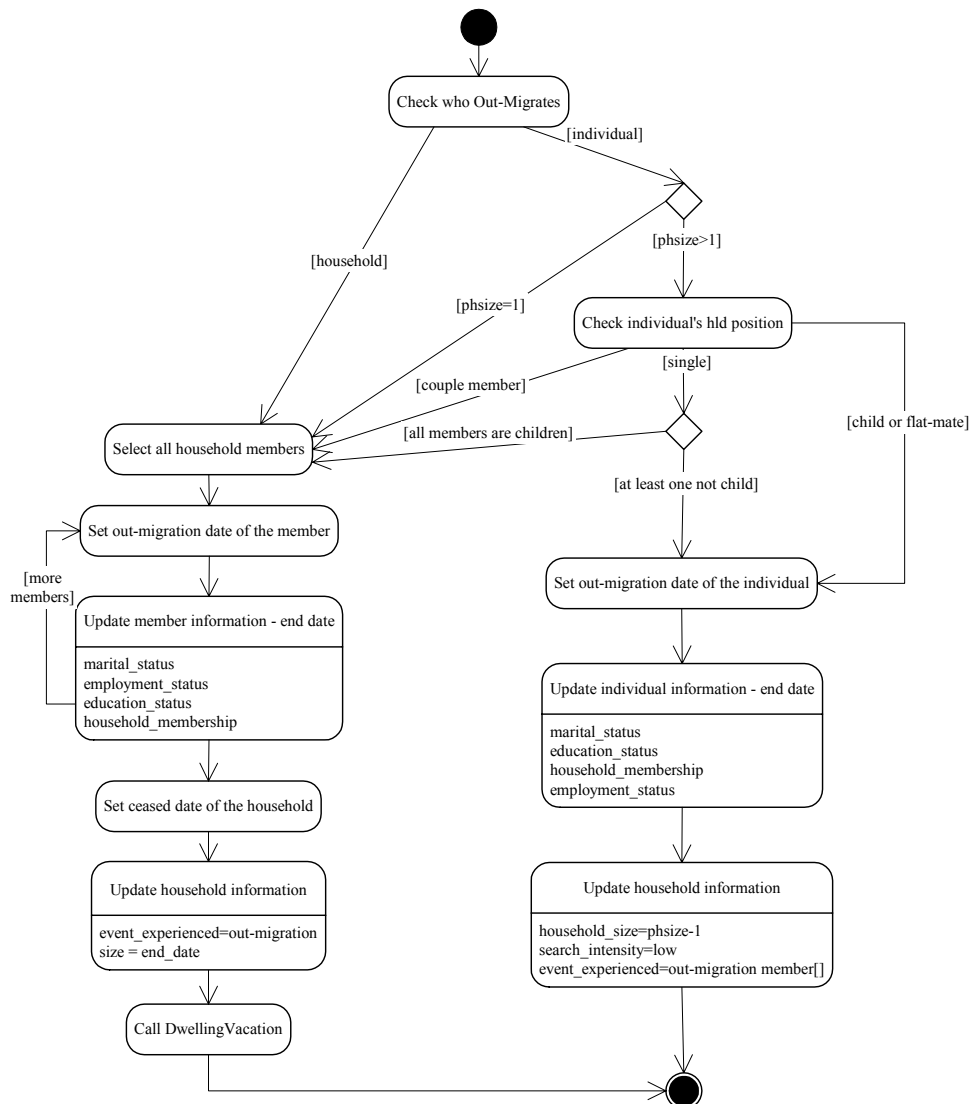 Check who Out-Migrates
[individual]
[phsize>1]
[household]
[phsize=1]
Check individual's hld position
[single]
[couple member]
[child or flat-mate]
[all members are children]
Select all household members
[at least one not child]
Set out-migration date of the member
[more
members]
Set out-migration date of the individual
Update member information - end date
marital_status
employment_status
education_status
household_membership
Update individual information - end date
marital_status
education_status
household_membership
employment_status
Set ceased date of the household
Update household information
event_experienced=out-migration
size = end_date
Update household information
household_size=phsize-1
search_intensity=low
event_experienced=out-migration member[]
Call DwellingVacation